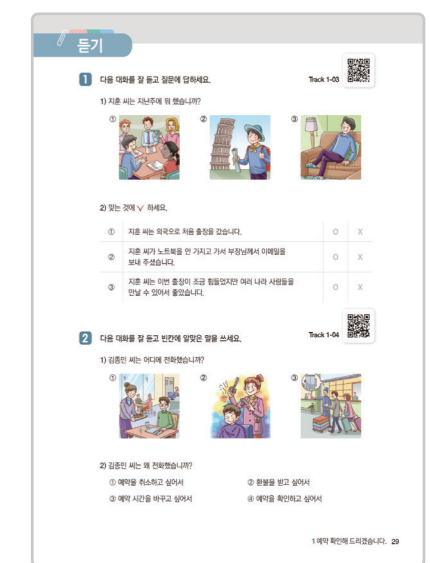 듣기
1 다음 대화를 잘 듣고 질문에 답하세요. Track 1-03
1) 지훈 씨는 지난주에 뭐 했습니까?
① ② ③
2) 맞는 것에 ∨ 하세요.
① 지훈 씨는 외국으로 처음 출장을 갔습니다. O X
② 지훈 씨가 노트북을 안 가지고 가서 부장님께서 이메일을
보내 주셨습니다. O X
③ 지훈 씨는 이번 출장이 조금 힘들었지만 여러 나라 사람들을
만날 수 있어서 좋았습니다. O X
2 다음 대화를 잘 듣고 빈칸에 알맞은 말을 쓰세요. Track 1-04
1) 김종민 씨는 어디에 전화했습니까?
① ② ③
2) 김종민 씨는 왜 전화했습니까?
① 예약을 취소하고 싶어서 ② 환불을 받고 싶어서
③ 예약 시간을 바꾸고 싶어서 ④ 예약을 확인하고 싶어서
1 예약 확인해 드리겠습니다. 29